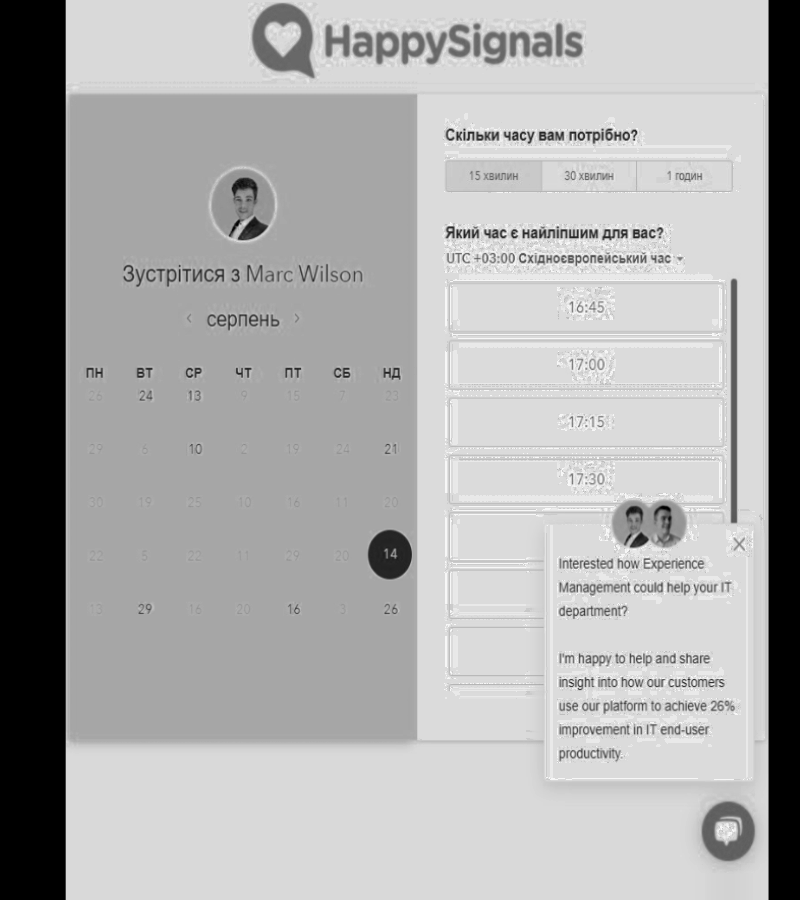 HappySignals
Зустрітися з Marc Wilson
серпень
ПН ВТ СР ЧТ ПТ СБ НД
26 24 13 9 15 7 23
29 6 10 2 19 24 21
30 19 25 10 16 11 20
22 5 22 11 29 20 14
13 29 16 20 16 3 26
Скільки часу вам потрібно?
15 хвилин 30 хвилин 1 годин
Який час є найліпшим для вас?
UTC +03:00 Східноєвропейський час
16:45
17:00
17:15
17:30
Interested how Experience
Management could help your IT
department?
I'm happy to help and share
insight into how our customers
use our platform to achieve 26%
improvement in IT end-user
productivity.